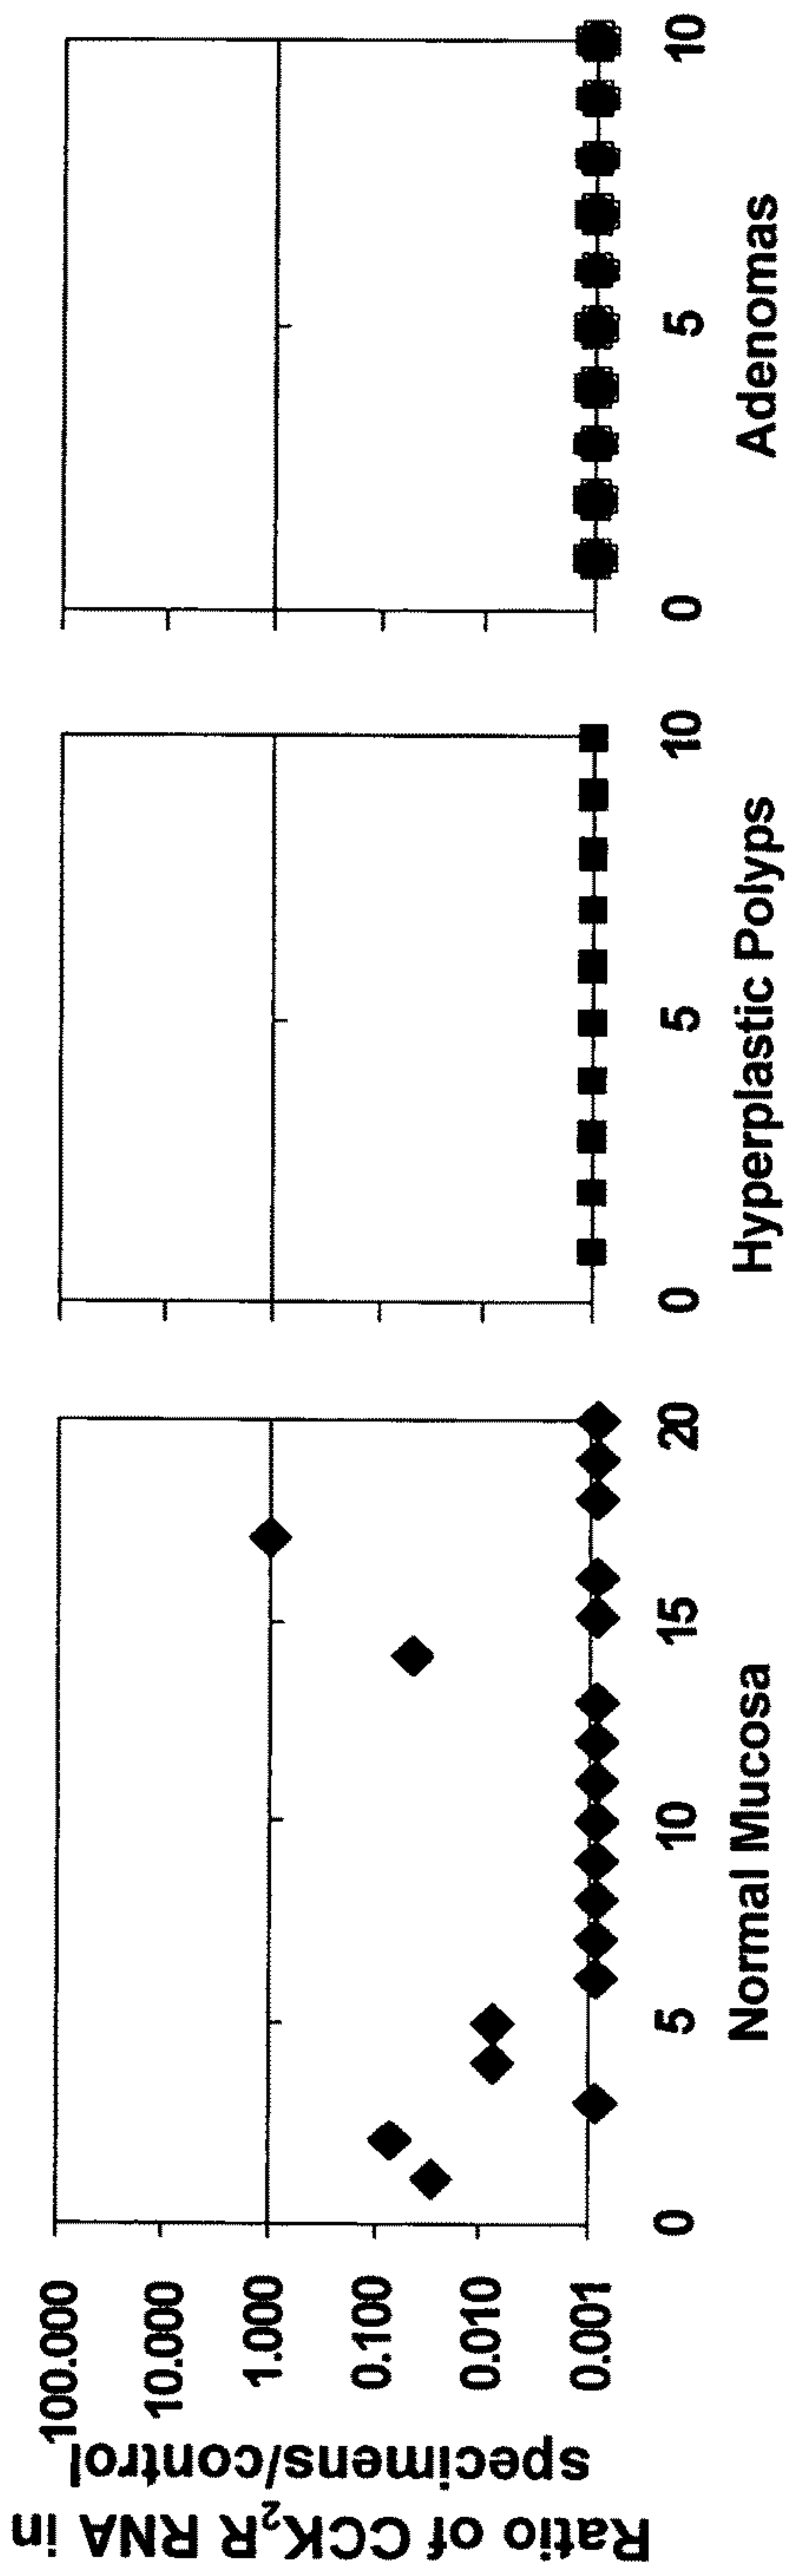 Ratio of CCK₂R RNA in
specimens/control
100.000
10.000
1.000
0.100
0.010
0.001
0 5 10 15 20
Normal Mucosa
0 5 10
Hyperplastic Polyps
0 5 10
Adenomas